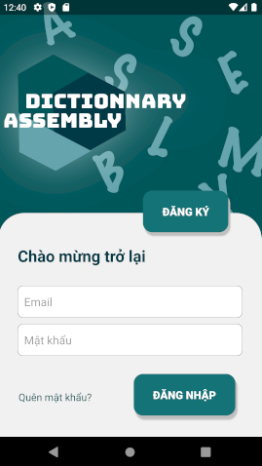 12:40
DICTIONNARY
ASSEMBLY
ĐĂNG KÝ
Chào mừng trở lại
Email
Mật khẩu
Quên mật khẩu?
ĐĂNG NHẬP